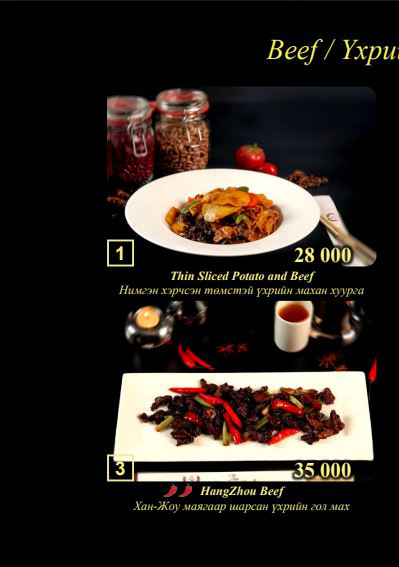 Beef / Үхри
1
28 000
Thin Sliced Potato and Beef
Нимгэн хэрчсэн төмстэй үхрийн махан хуурга
3
35 000
HangZhou Beef
Хан-Жоу маягаар шарсан үхрийн гол мах